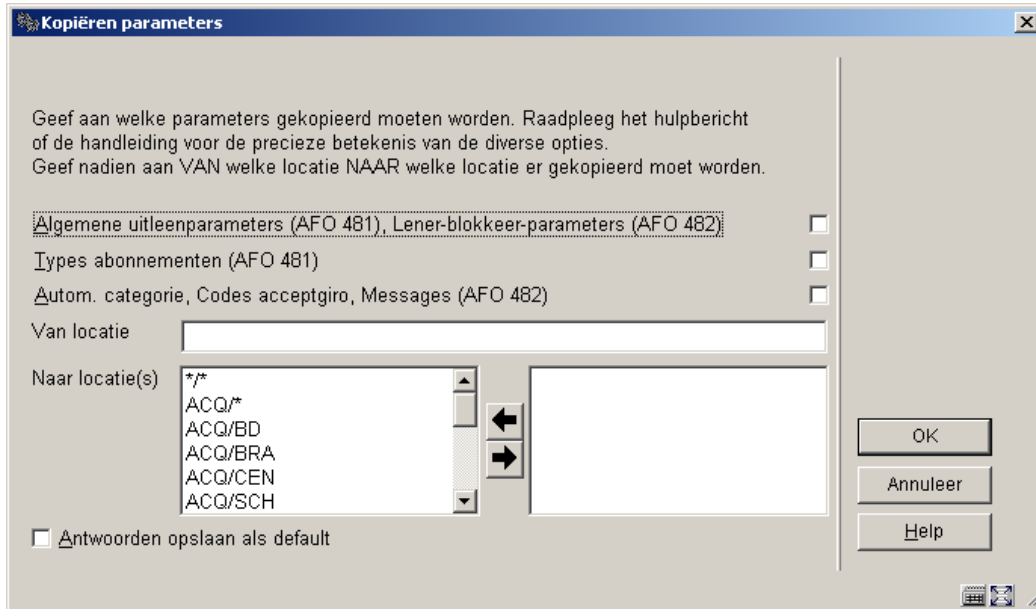 Kopiëren parameters
Geef aan welke parameters gekopieerd moeten worden. Raadpleeg het hulpbericht
of de handleiding voor de precieze betekenis van de diverse opties.
Geef nadien aan VAN welke locatie NAAR welke locatie er gekopieerd moet worden.
Algemene uitleenparameters (AFO 481), Lener-blokkeer-parameters (AFO 482)
Types abonnementen (AFO 481)
Autom. categorie, Codes acceptgiro, Messages (AFO 482)
Van locatie
Naar locatie(s)
*/*
ACQ/*
ACQ/BD
ACQ/BRA
ACQ/CEN
ACQ/SCH
Antwoorden opslaan als default
OK
Annuleer
Help